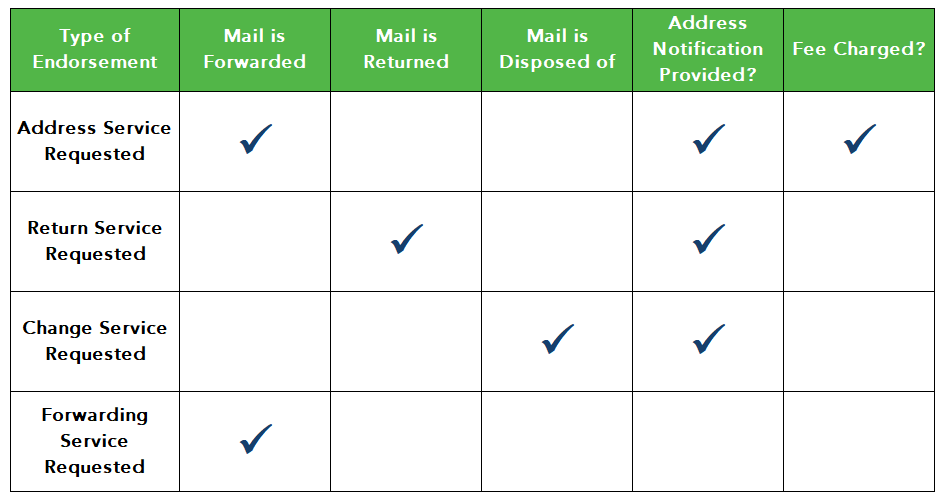 Type of
Endorsement
Mail is
Forwarded
Mail is
Returned
Mail is
Disposed of
Address
Notification
Provided?
Fee Charged?
Address Service
Requested
Return Service
Requested
Change Service
Requested
Forwarding
Service
Requested